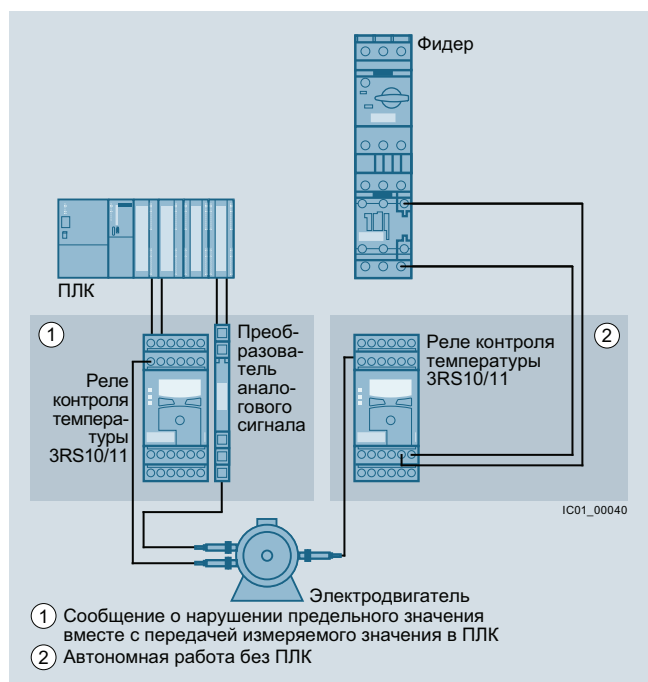 Фидер
ПЛК
1
Реле
контроля
темпера-
туры
3RS10/11
Преоб-
разова-
тель
анало-
гового
сигнала
Реле контроля
температуры
3RS10/11
2
IC01_00040
Электродвигатель
1 Сообщение о нарушении предельного значения
вместе с передачей измеряемого значения в ПЛК
2 Автономная работа без ПЛК